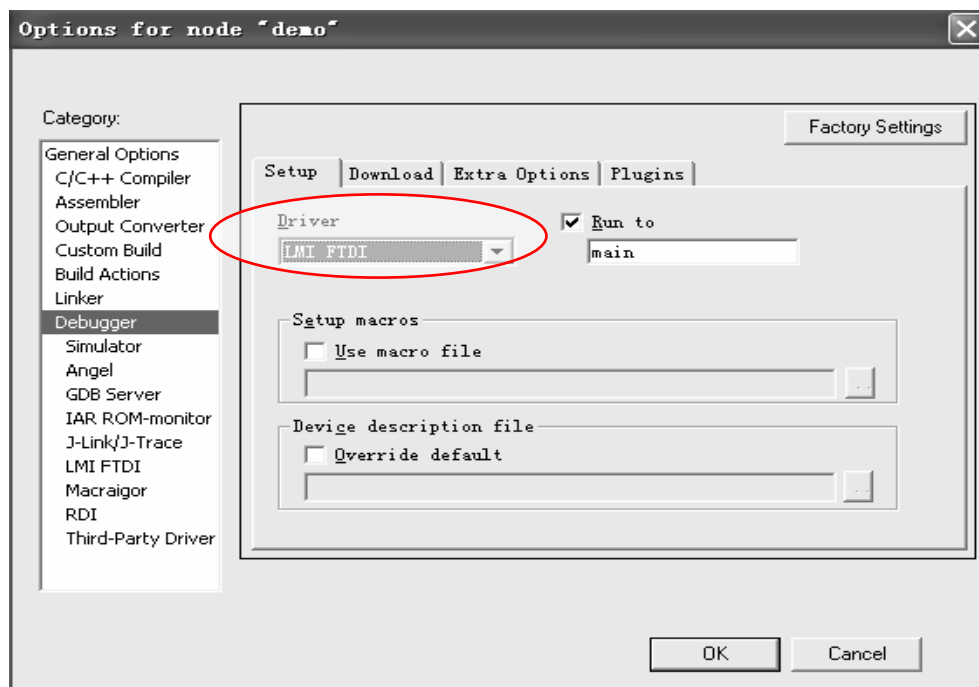 Options for node "demo"
Category:
Factory Settings
General Options
C/C++ Compiler
Assembler
Output Converter
Custom Build
Build Actions
Linker
Debugger
Simulator
Angel
GDB Server
IAR ROM-monitor
J-Link/J-Trace
LMI FTDI
Macraigor
RDI
Third-Party Driver
Setup Download Extra Options Plugins
Driver
LMI FTDI
Run to
main
Setup macros
Use macro file
..
Device description file
Override default
..
OK Cancel